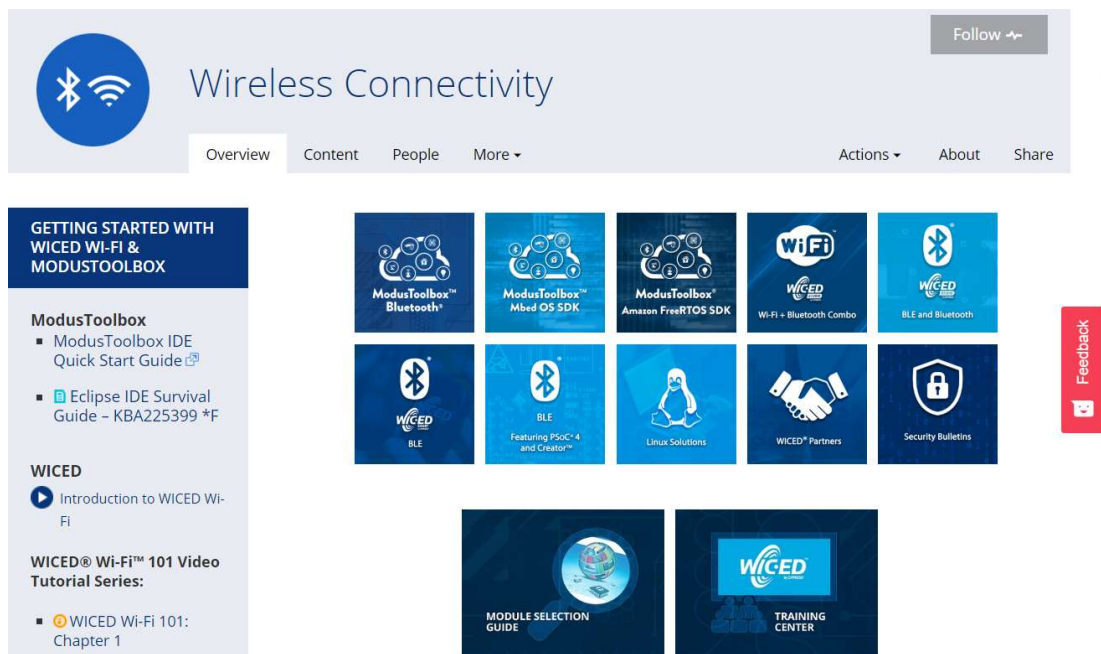 Follow
Wireless Connectivity
Overview Content People More Actions About Share
GETTING STARTED WITH
WICED WI-FI &
MODUSTOOLBOX
ModusToolbox
ModusToolbox IDE
Quick Start Guide
Eclipse IDE Survival
Guide – KBA225399 *F
WICED
Introduction to WICED Wi-
Fi
WICED® Wi-Fi™ 101 Video
Tutorial Series:
WICED Wi-Fi 101:
Chapter 1
ModusToolbox™
Bluetooth®
ModusToolbox™
Mbed OS SDK
ModusToolbox®
Amazon FreeRTOS SDK
WiFi
WICED
Wi-Fi + Bluetooth Combo
WICED
BLE and Bluetooth
WICED
BLE
BLE
Featuring PSoC® 4
and Creator™
Linux Solutions
WICED® Partners
Security Bulletins
MODULE SELECTION
GUIDE
WICED
TRAINING
CENTER
Feedback